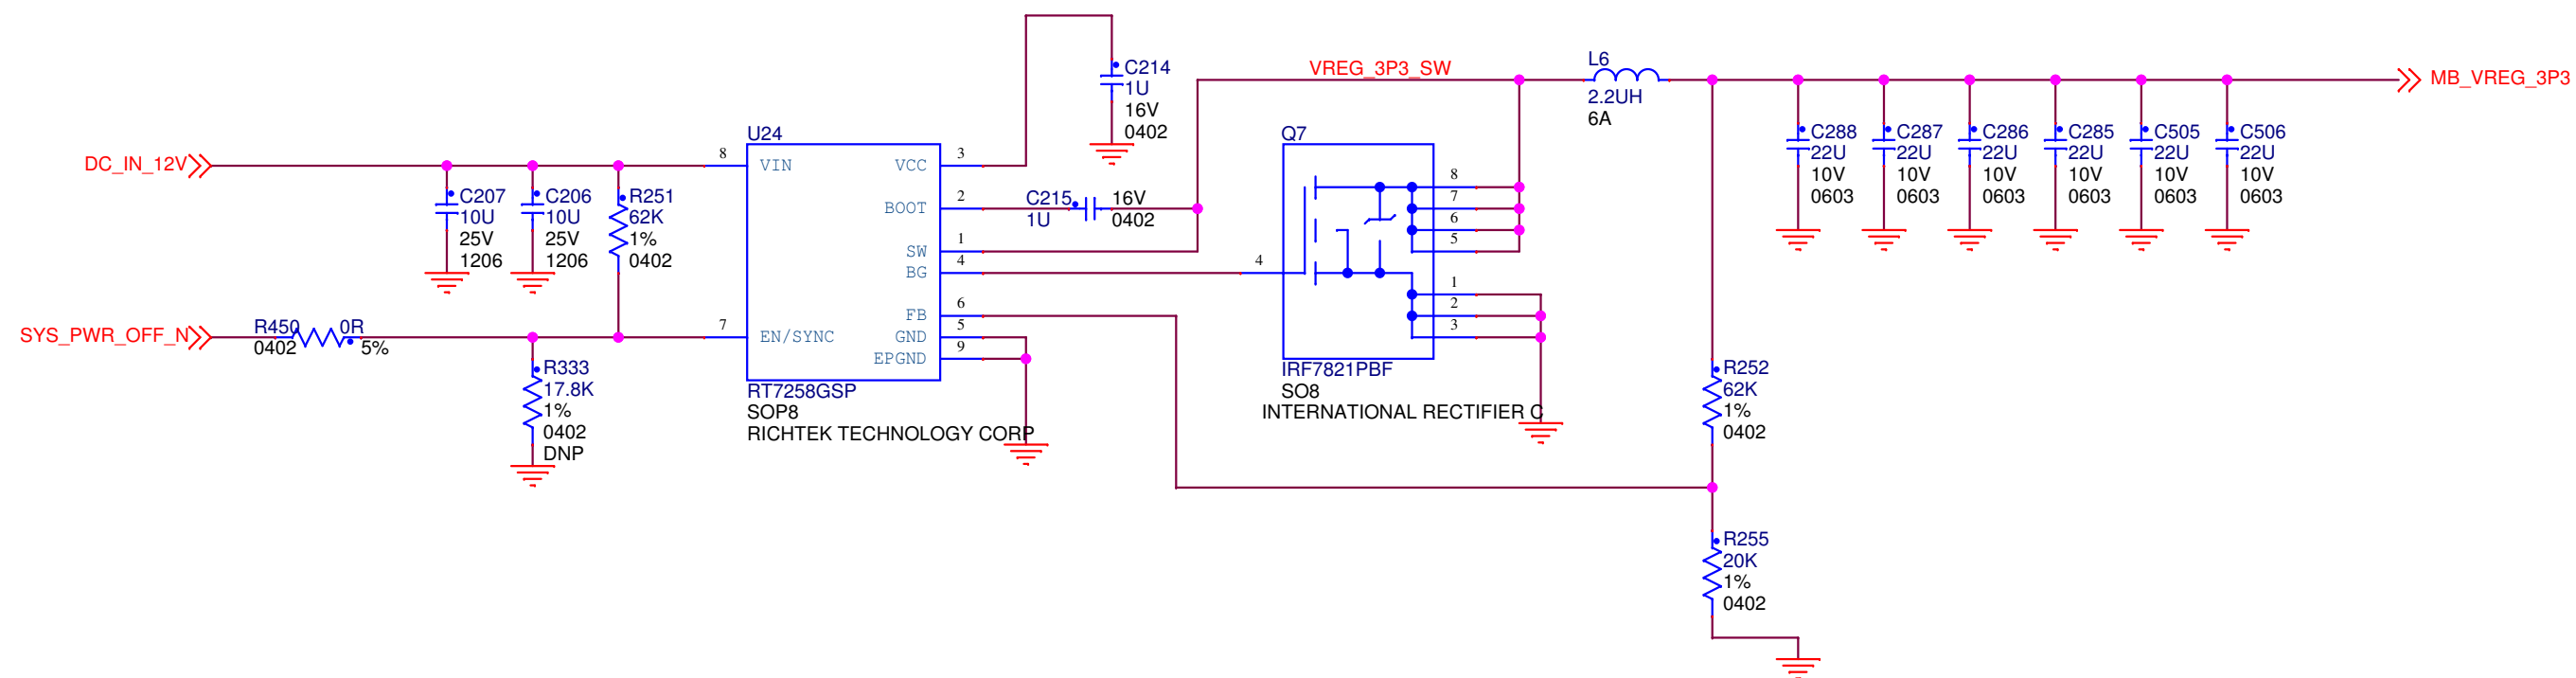 C214
1U
16V
0402
VREG_3P3_SW
L6
2.2UH
6A
MB_VREG_3P3
C288
22U
10V
0603
C287
22U
10V
0603
C286
22U
10V
0603
C285
22U
10V
0603
C505
22U
10V
0603
C506
22U
10V
0603
DC_IN_12V
C207
10U
25V
1206
C206
10U
25V
1206
R251
62K
1%
0402
U24
8
VIN
VCC
3
BOOT
2
SW
1
BG
4
FB
6
GND
5
EPGND
9
7
EN/SYNC
RT7258GSP
SOP8
RICHTEK TECHNOLOGY CORP
C215
1U
16V
0402
Q7
4
8
7
6
5
1
2
3
IRF7821PBF
SO8
INTERNATIONAL RECTIFIER C
SYS_PWR_OFF_N
R450
0R
0402
5%
R333
17.8K
1%
0402
DNP
R252
62K
1%
0402
R255
20K
1%
0402